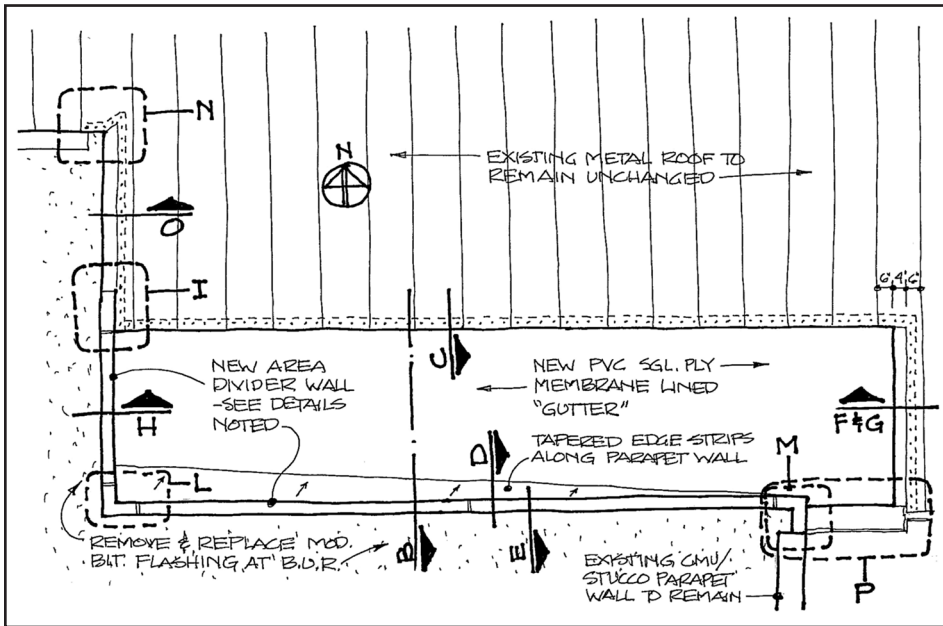 N
N
EXISTING METAL ROOF TO
REMAIN UNCHANGED
O
I
6" 4" 6"
NEW AREA
DIVIDER WALL
-SEE DETAILS
NOTED
C
NEW PVC SGL. PLY
MEMBRANE LINED
"GUTTER"
H
F&G
D
TAPERED EDGE STRIPS
ALONG PARAPET WALL
M
L
REMOVE & REPLACE MOD.
BIT. FLASHING AT B.U.R.
B
E
EXISTING CMU/
STUCCO PARAPET
WALL TO REMAIN
P